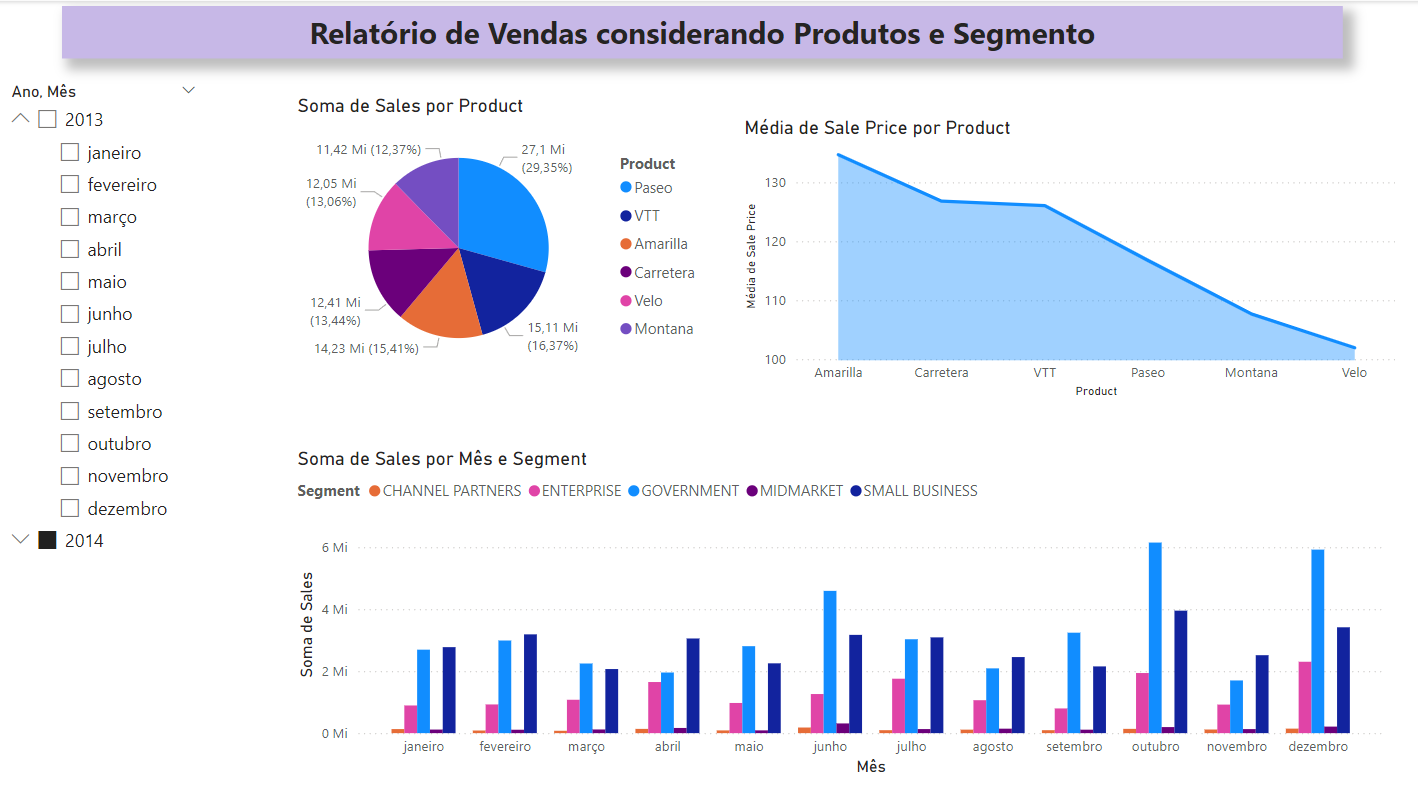 Relatório de Vendas considerando Produtos e Segmento
Ano, Mês
2013
janeiro
fevereiro
março
abril
maio
junho
julho
agosto
setembro
outubro
novembro
dezembro
2014
Soma de Sales por Product
11,42 Mi (12,37%)
27,1 Mi
(29,35%)
12,05 Mi
(13,06%)
12,41 Mi
(13,44%)
14,23 Mi (15,41%)
15,11 Mi
(16,37%)
Product
Paseo
VTT
Amarilla
Carretera
Velo
Montana
Média de Sale Price por Product
Média de Sale Price
130
120
110
100
Amarilla Carretera VTT Paseo Montana Velo
Product
Soma de Sales por Mês e Segment
Segment CHANNEL PARTNERS ENTERPRISE GOVERNMENT MIDMARKET SMALL BUSINESS
Soma de Sales
6 Mi
4 Mi
2 Mi
0 Mi
janeiro fevereiro março abril maio junho julho agosto setembro outubro novembro dezembro
Mês